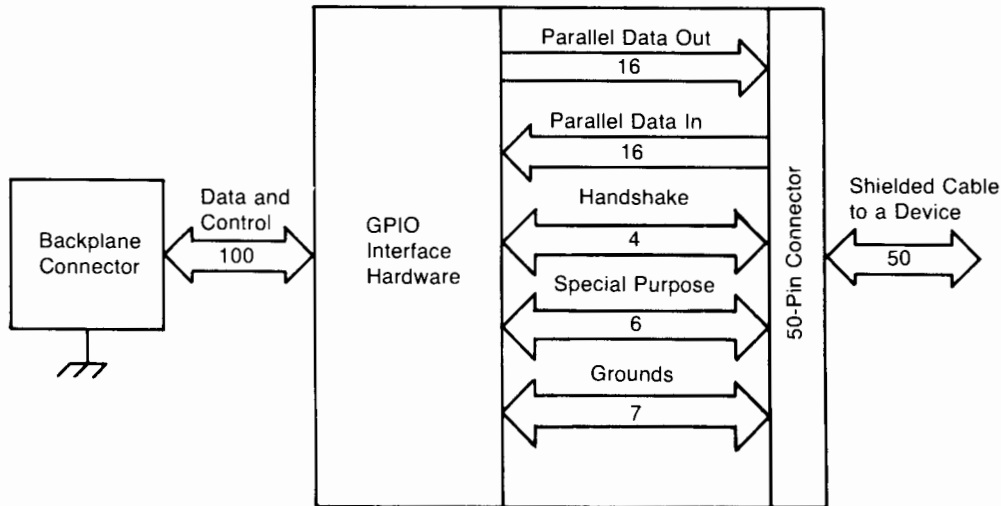 Parallel Data Out
16
Parallel Data In
16
Handshake
4
Special Purpose
6
Grounds
7
Backplane
Connector
Data and
Control
100
GPIO
Interface
Hardware
50-Pin Connector
Shielded Cable
to a Device
50